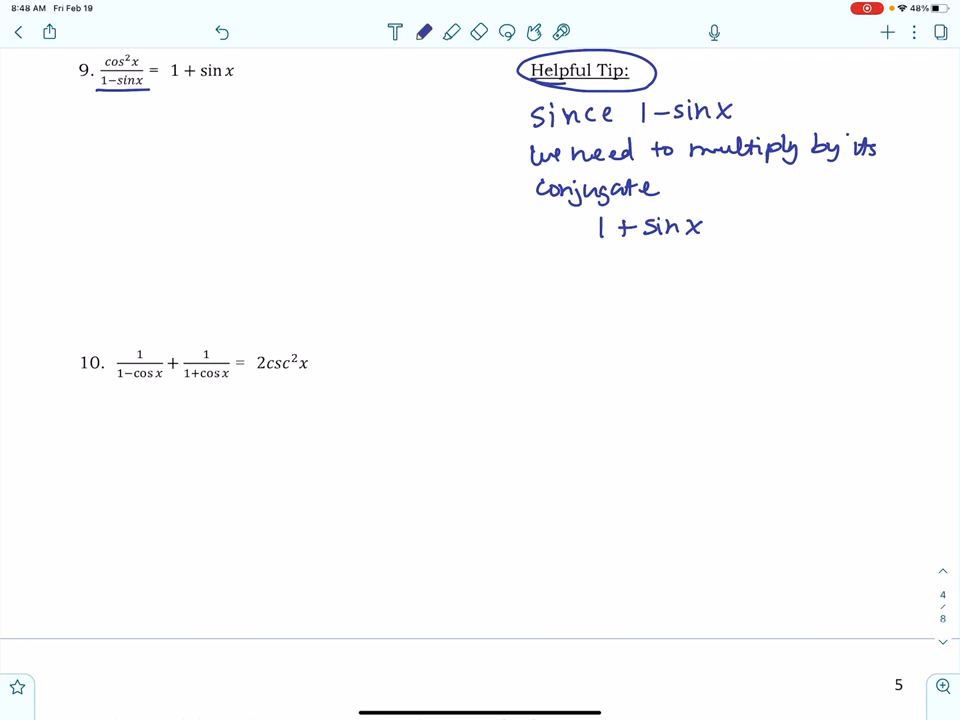 8:48 AM Fri Feb 19
48%
9. cos²x / 1−sinx = 1 + sin x
Helpful Tip:
Since 1 − sinx
we need to multiply by its
conjugate
1 + sin x
10. 1 / 1−cos x + 1 / 1+cos x = 2csc²x
4
/
8
5